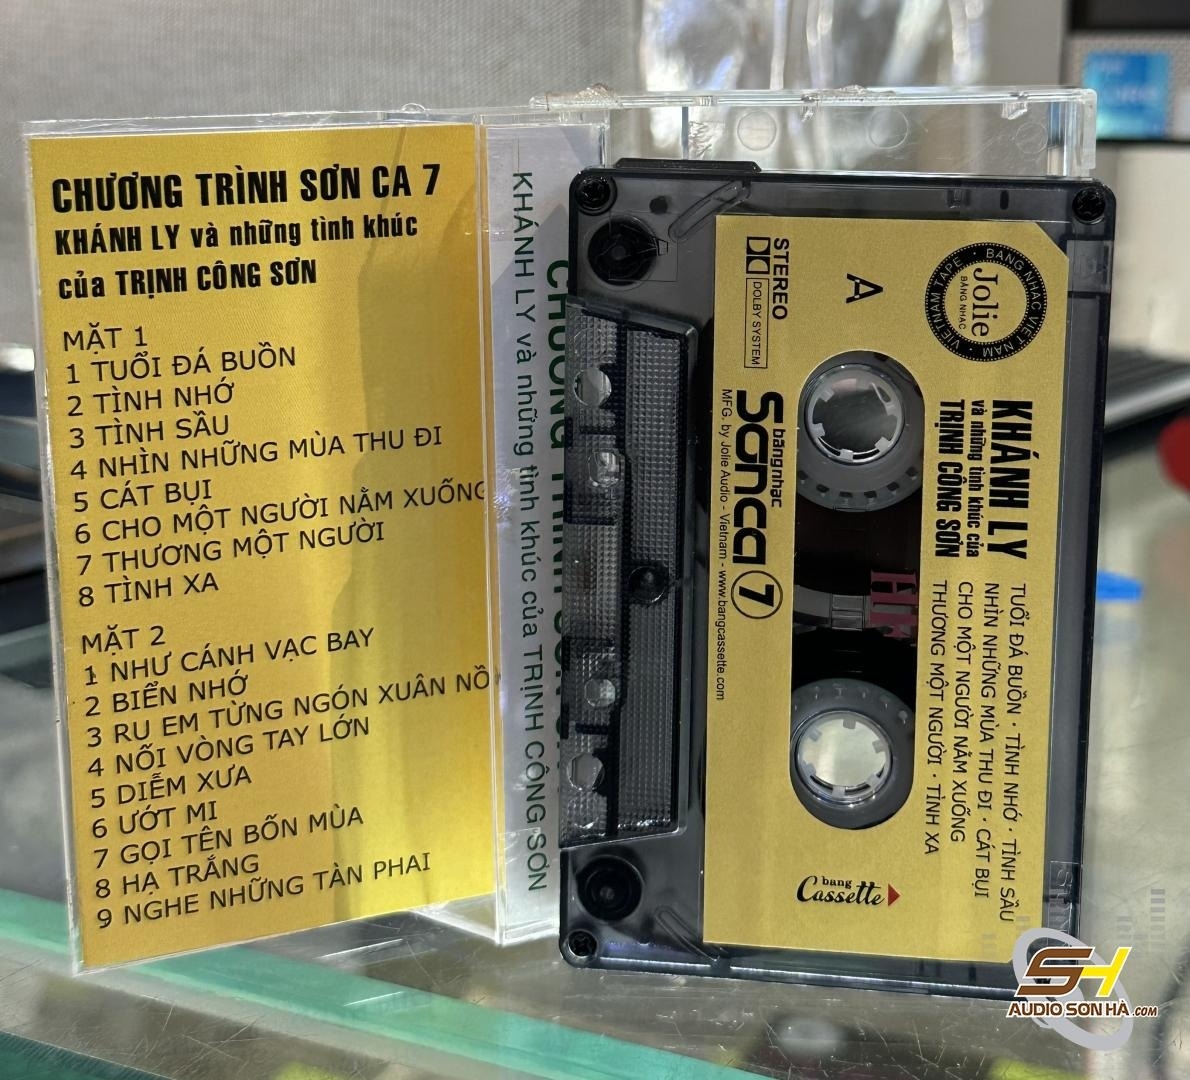 CHƯƠNG TRÌNH SƠN CA 7
KHÁNH LY và những tình khúc
của TRỊNH CÔNG SƠN
MẶT 1
1 TUỔI ĐÁ BUỒN
2 TÌNH NHỚ
3 TÌNH SẦU
4 NHÌN NHỮNG MÙA THU ĐI
5 CÁT BỤI
6 CHO MỘT NGƯỜI NẰM XUỐNG
7 THƯƠNG MỘT NGƯỜI
8 TÌNH XA
MẶT 2
1 NHƯ CÁNH VẠC BAY
2 BIỂN NHỚ
3 RU EM TỪNG NGÓN XUÂN NỒ
4 NỐI VÒNG TAY LỚN
5 DIỄM XƯA
6 ƯỚT MI
7 GỌI TÊN BỐN MÙA
8 HẠ TRẮNG
9 NGHE NHỮNG TÀN PHAI
CHƯƠNG TRÌNH
KHÁNH LY và những tình khúc của TRỊNH CÔNG SƠN
BĂNG NHẠC VIỆT NAM · VIETNAM TAPE
Jolie
BĂNG NHẠC
A
STEREO
DOLBY SYSTEM
KHÁNH LY
và những tình khúc của
TRỊNH CÔNG SƠN
TUỔI ĐÁ BUỒN · TÌNH NHỚ · TÌNH SẦU
NHÌN NHỮNG MÙA THU ĐI · CÁT BỤI
CHO MỘT NGƯỜI NẰM XUỐNG
THƯƠNG MỘT NGƯỜI · TÌNH XA
băng nhạc
Sanca 7
MFG. by Jolie Audio - Vietnam - www.bangcassette.com
bang
Cassette
SH
AUDIO SƠN HÀ.COM